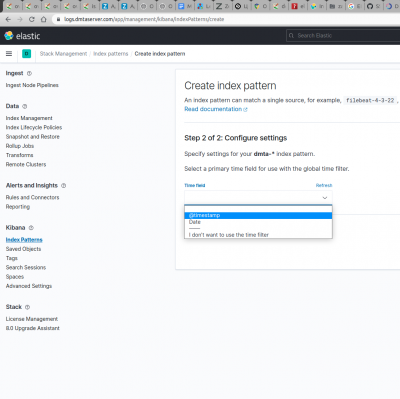 logs.dmtaserver.com/app/management/kibana/indexPatterns/create
elastic
Search Elastic
D
Stack Management
Index patterns
Create index pattern
Ingest
Ingest Node Pipelines
Data
Index Management
Index Lifecycle Policies
Snapshot and Restore
Rollup Jobs
Transforms
Remote Clusters
Alerts and Insights
Rules and Connectors
Reporting
Kibana
Index Patterns
Saved Objects
Tags
Search Sessions
Spaces
Advanced Settings
Stack
License Management
8.0 Upgrade Assistant
Create index pattern
An index pattern can match a single source, for example, filebeat-4-3-22 ,
Read documentation
Step 2 of 2: Configure settings
Specify settings for your dmta-* index pattern.
Select a primary time field for use with the global time filter.
Time field Refresh
@timestamp
Date
-----
I don't want to use the time filter